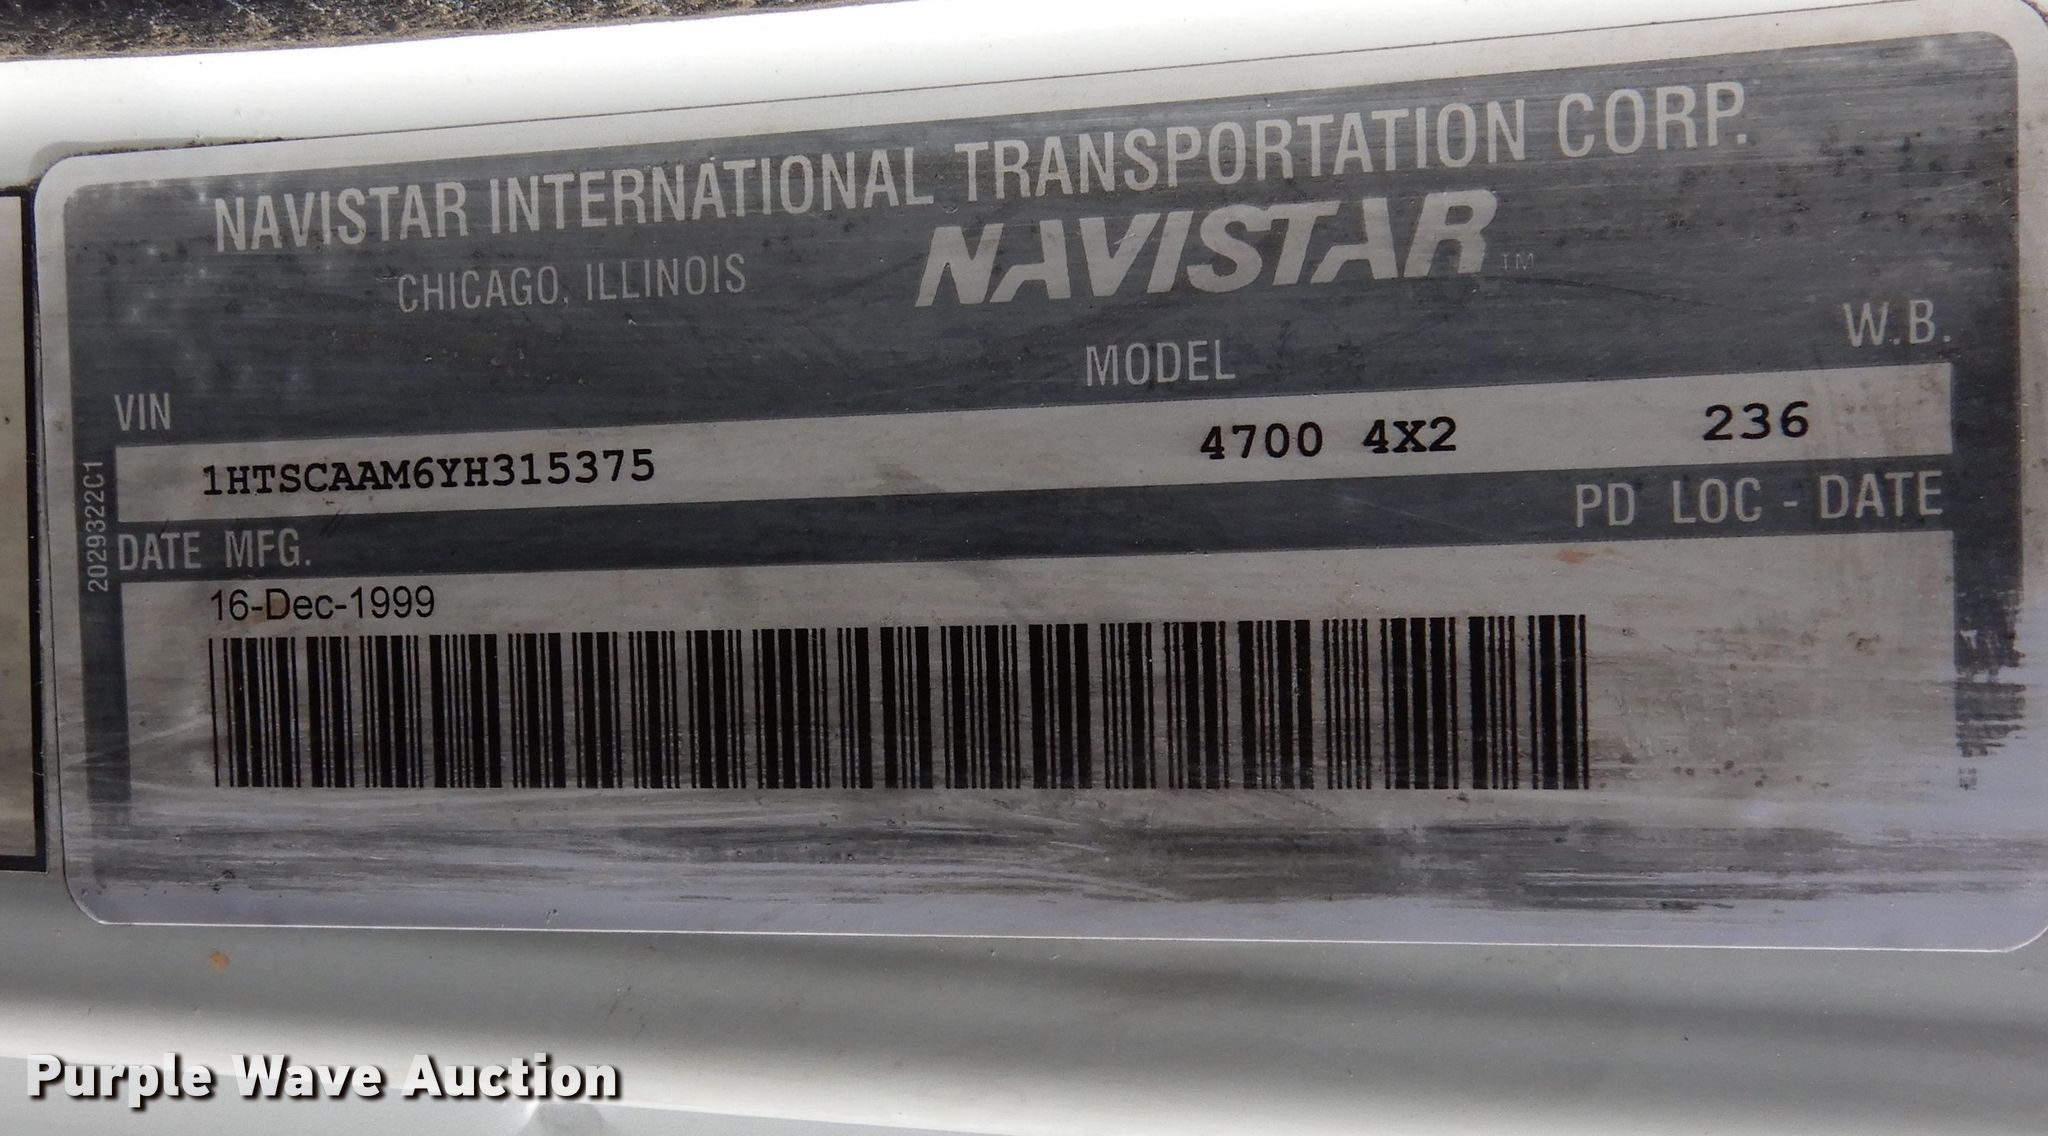 NAVISTAR INTERNATIONAL TRANSPORTATION CORP.
CHICAGO, ILLINOIS
NAVISTAR™
VIN
MODEL
W.B.
1HTSCAAM6YH315375
4700 4X2
236
DATE MFG.
PD LOC - DATE
16-Dec-1999
2029322C1
Purple Wave Auction